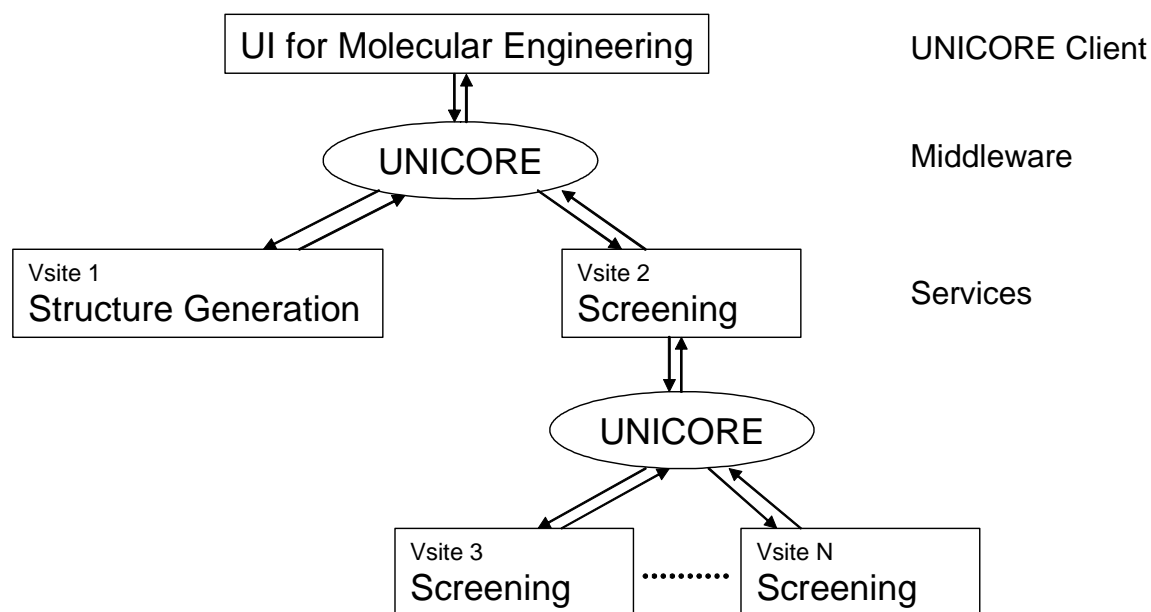 UI for Molecular Engineering
UNICORE Client
UNICORE
Middleware
Vsite 1
Structure Generation
Vsite 2
Screening
Services
UNICORE
Vsite 3
Screening
Vsite N
Screening